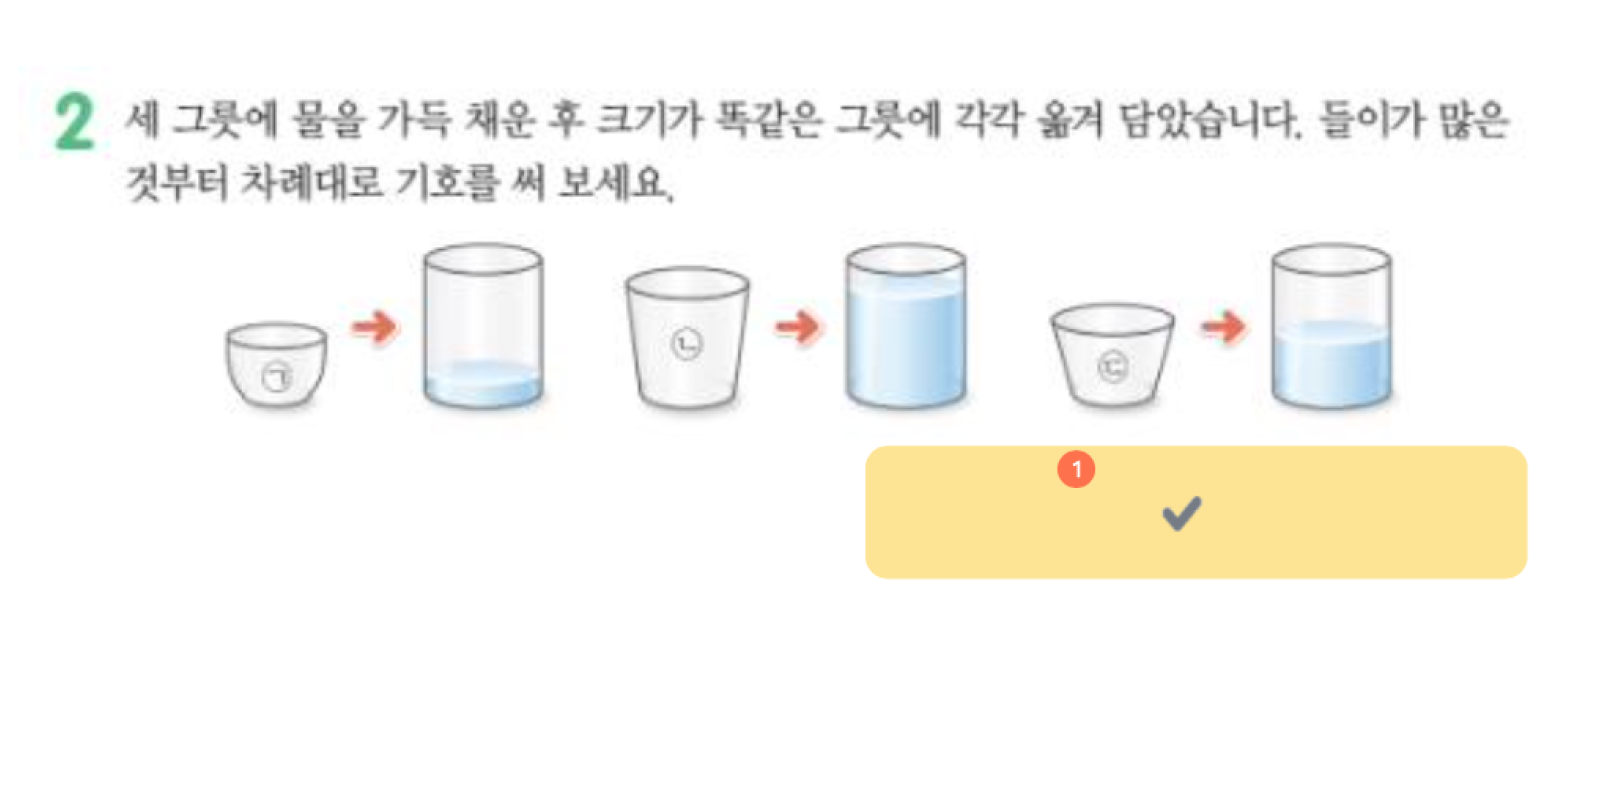 2 세 그릇에 물을 가득 채운 후 크기가 똑같은 그릇에 각각 옮겨 담았습니다. 들이가 많은
것부터 차례대로 기호를 써 보세요.
㉠ ㉡ ㉢
1